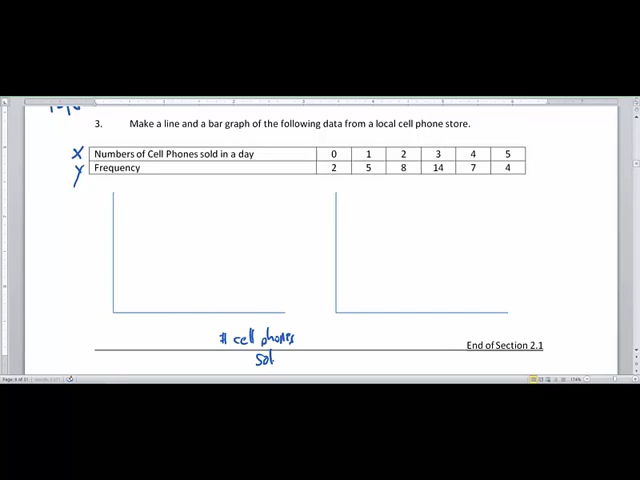 3. Make a line and a bar graph of the following data from a local cell phone store.
X Numbers of Cell Phones sold in a day 0 1 2 3 4 5
Y Frequency 2 5 8 14 7 4
# cell phones
sol
End of Section 2.1